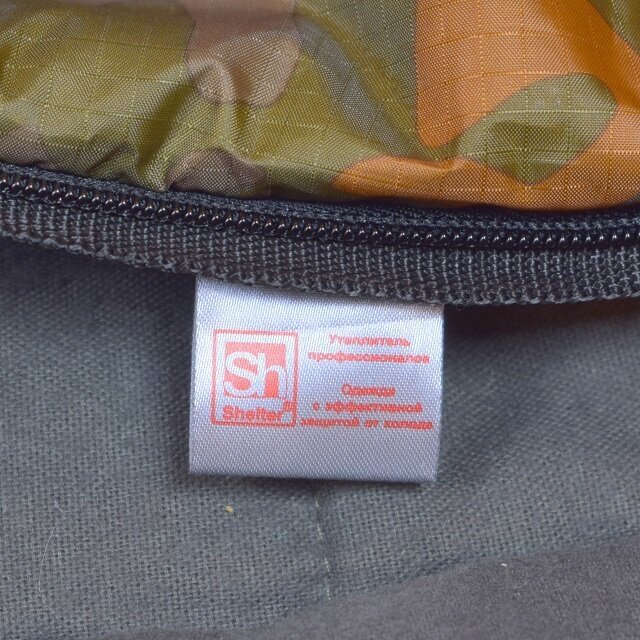 Sh
Shelter®
Утеплитель
профессионалов
Одежда
с эффективной
защитой от холода